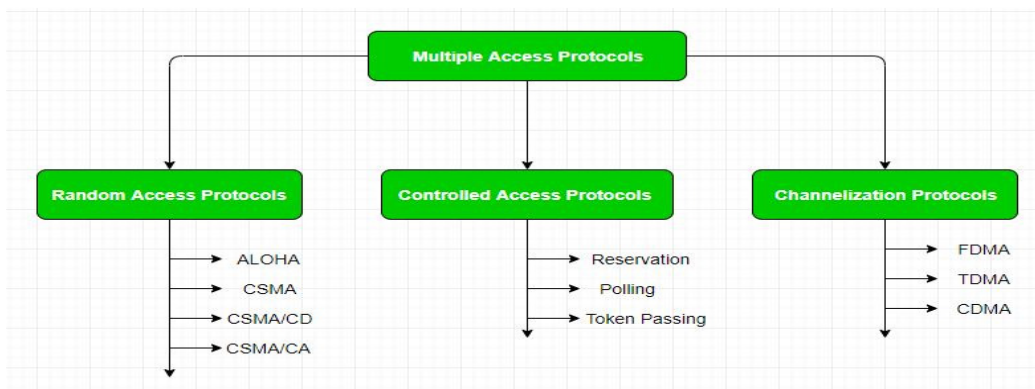 Multiple Access Protocols
Random Access Protocols
Controlled Access Protocols
Channelization Protocols
ALOHA
CSMA
CSMA/CD
CSMA/CA
Reservation
Polling
Token Passing
FDMA
TDMA
CDMA